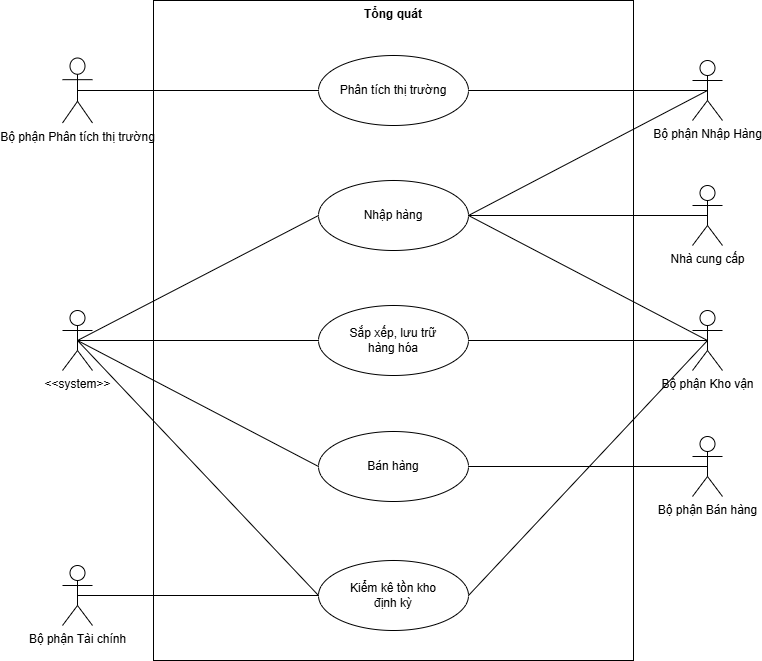 Tổng quát
Phân tích thị trường
Bộ phận Phân tích thị trường
Bộ phận Nhập Hàng
Nhập hàng
Nhà cung cấp
Sắp xếp, lưu trữ
hàng hóa
<<system>>
Bộ phận Kho vận
Bán hàng
Bộ phận Bán hàng
Kiểm kê tồn kho
định kỳ
Bộ phận Tài chính